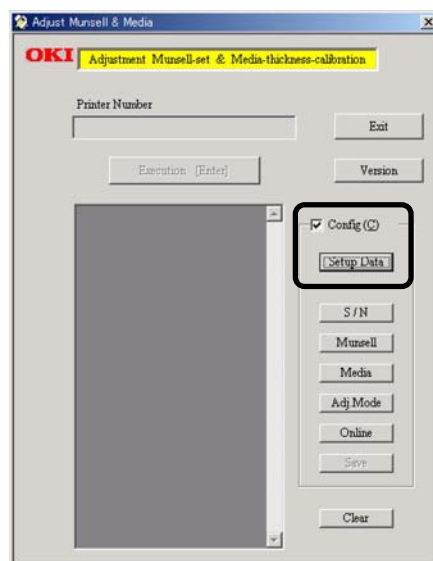 Adjust Munsell & Media
OKI
Adjustment Munsell-set & Media-thickness-calibration
Printer Number
Exit
Execution [Enter]
Version
Config (C)
Setup Data
S / N
Munsell
Media
Adj.Mode
Online
Save
Clear